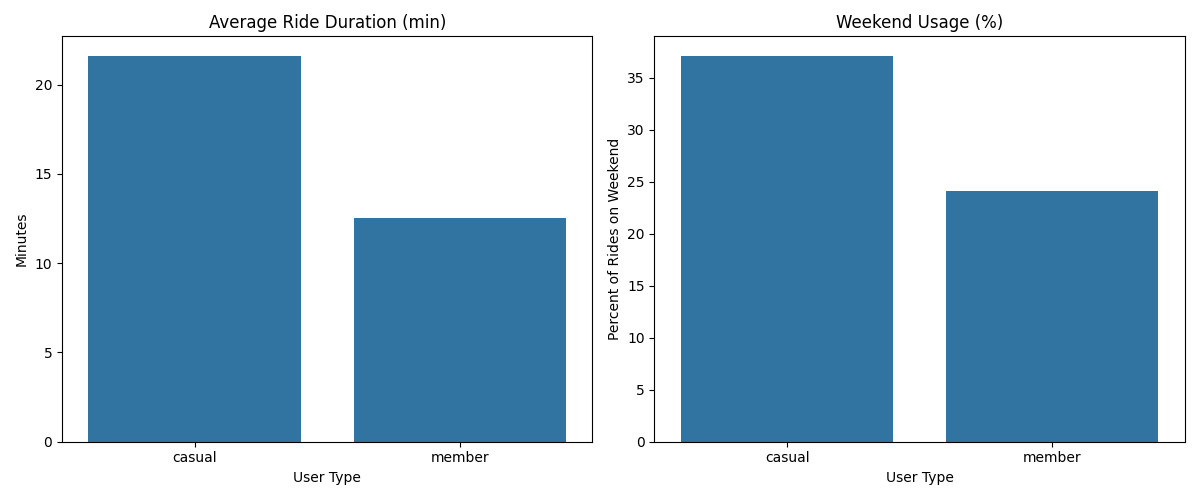 Average Ride Duration (min)
Minutes
20
15
10
5
0
casual member
User Type
Weekend Usage (%)
Percent of Rides on Weekend
35
30
25
20
15
10
5
0
casual member
User Type